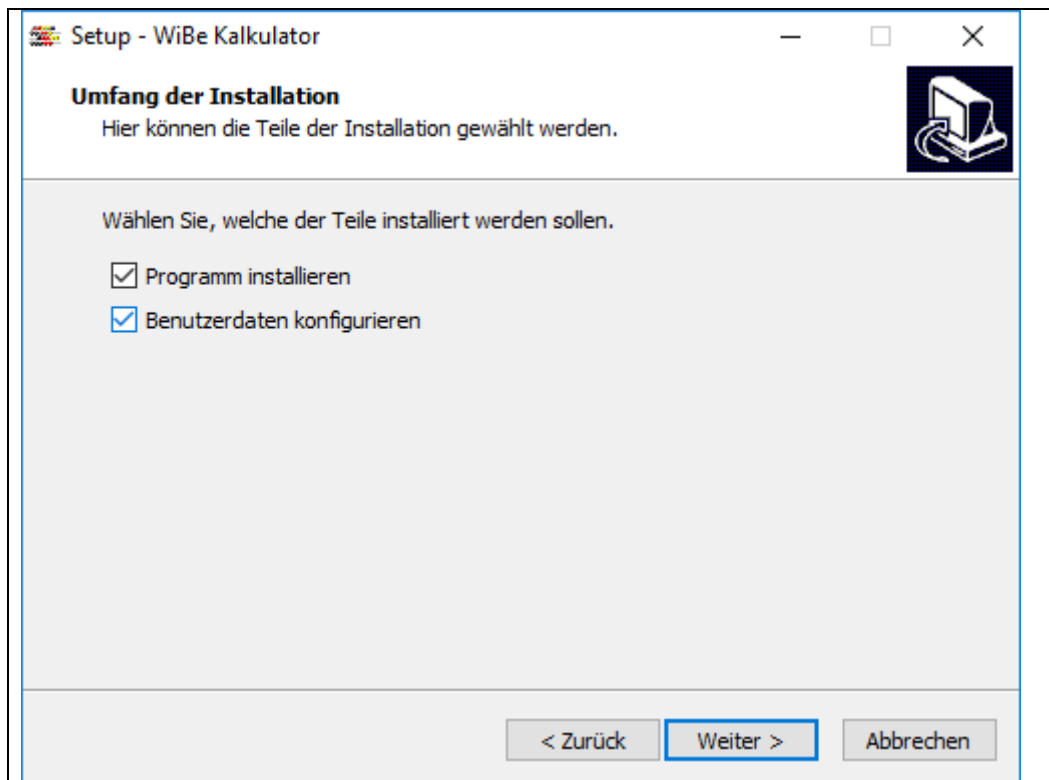 Setup - WiBe Kalkulator
Umfang der Installation
Hier können die Teile der Installation gewählt werden.
Wählen Sie, welche der Teile installiert werden sollen.
Programm installieren
Benutzerdaten konfigurieren
< Zurück Weiter > Abbrechen